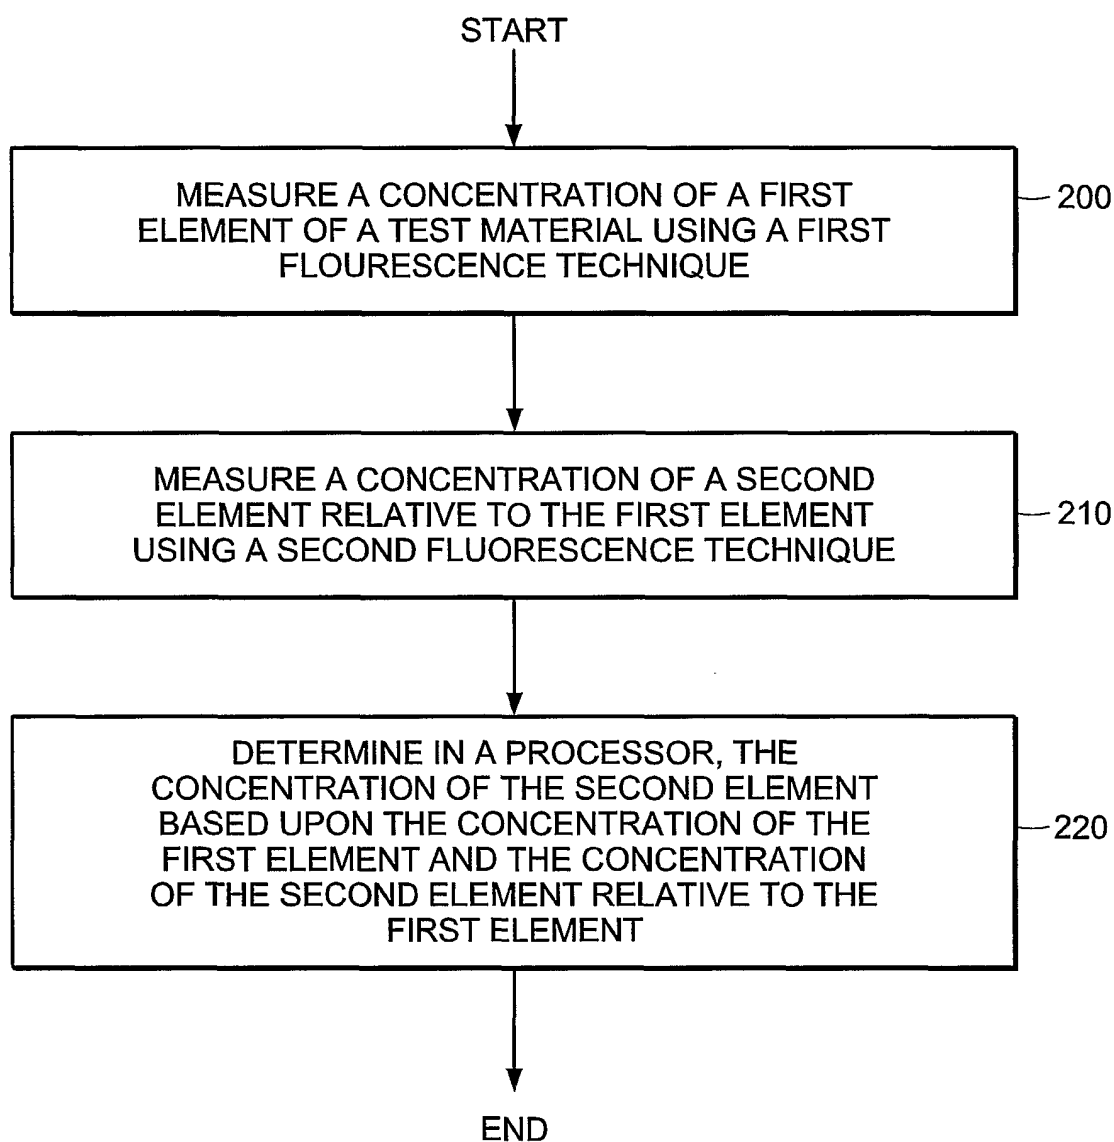 START
MEASURE A CONCENTRATION OF A FIRST
ELEMENT OF A TEST MATERIAL USING A FIRST
FLOURESCENCE TECHNIQUE
200
MEASURE A CONCENTRATION OF A SECOND
ELEMENT RELATIVE TO THE FIRST ELEMENT
USING A SECOND FLUORESCENCE TECHNIQUE
210
DETERMINE IN A PROCESSOR, THE
CONCENTRATION OF THE SECOND ELEMENT
BASED UPON THE CONCENTRATION OF THE
FIRST ELEMENT AND THE CONCENTRATION
OF THE SECOND ELEMENT RELATIVE TO THE
FIRST ELEMENT
220
END